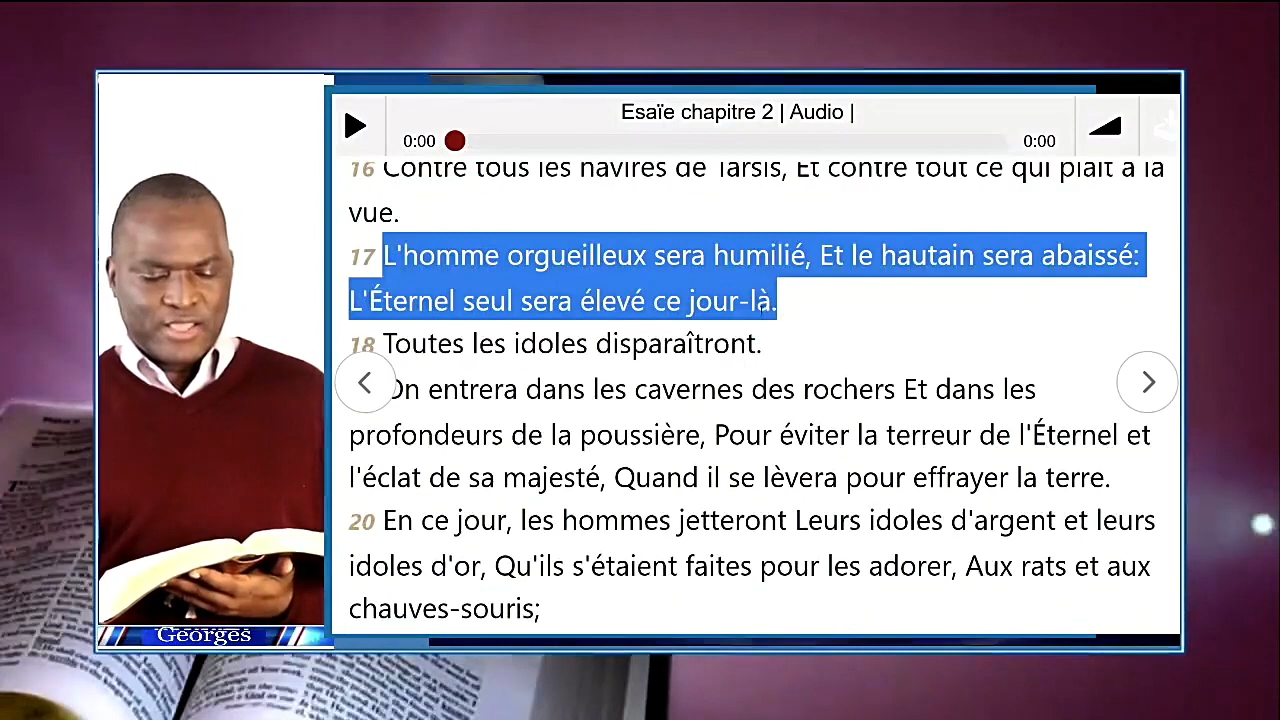 Esaïe chapitre 2 | Audio |
0:00
0:00
16 Contre tous les navires de Tarsis, Et contre tout ce qui plaît à la
vue.
17 L'homme orgueilleux sera humilié, Et le hautain sera abaissé:
L'Éternel seul sera élevé ce jour-là.
18 Toutes les idoles disparaîtront.
On entrera dans les cavernes des rochers Et dans les
profondeurs de la poussière, Pour éviter la terreur de l'Éternel et
l'éclat de sa majesté, Quand il se lèvera pour effrayer la terre.
20 En ce jour, les hommes jetteront Leurs idoles d'argent et leurs
idoles d'or, Qu'ils s'étaient faites pour les adorer, Aux rats et aux
chauves-souris;
Georges